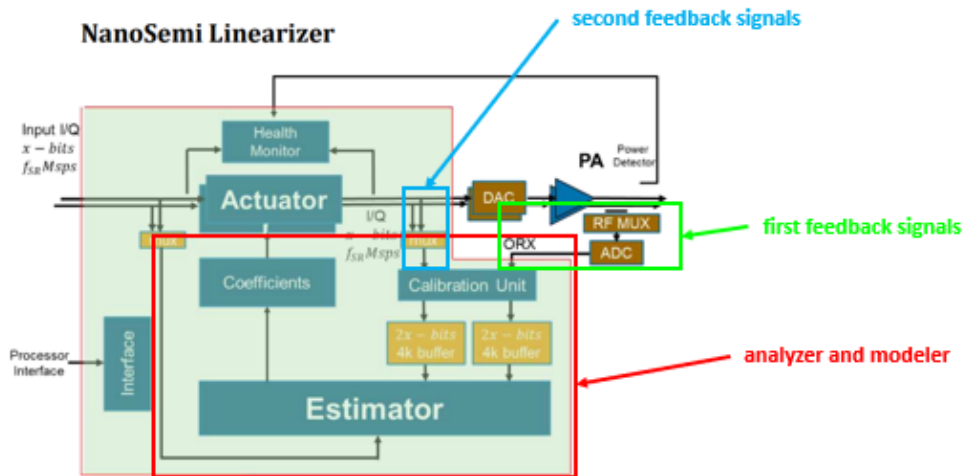 second feedback signals
NanoSemi Linearizer
Input I/Q
x − bits
fSR Msps
Health
Monitor
PA
Power
Detector
Actuator
DAC
I/Q
x − bits
fSR Msps
mux
mux
RF MUX
first feedback signals
ORX
ADC
Coefficients
Calibration Unit
2x − bits
4k buffer
2x − bits
4k buffer
Processor
Interface
Interface
analyzer and modeler
Estimator